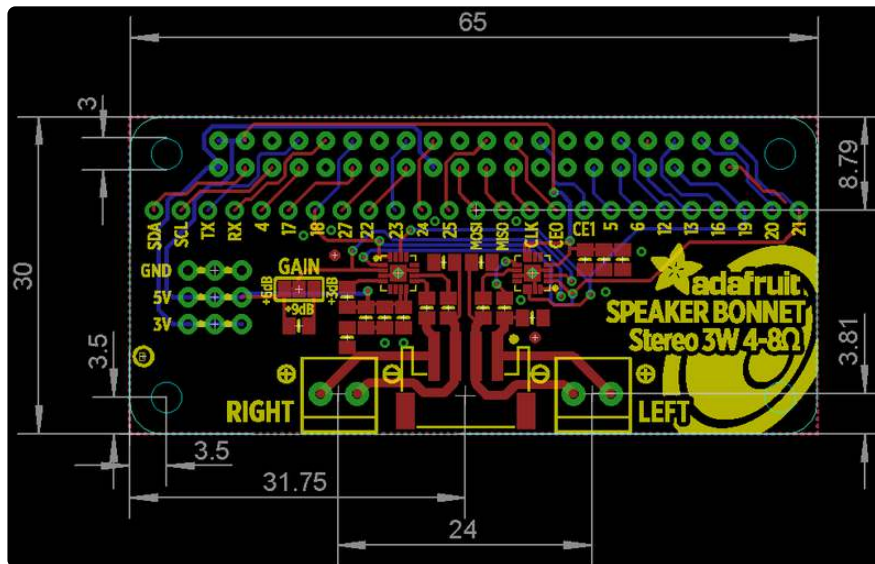 65
3
30
8.79
SDA SCL TX RX 4 17 18 27 22 23 24 25 MOSI MISO CLK CE0 CE1 5 6 12 13 16 19 20 21
GND
5V
3V
GAIN
+6dB
+3dB
+9dB
adafruit
SPEAKER BONNET
Stereo 3W 4-8Ω
3.5
3.81
RIGHT
LEFT
3.5
31.75
24